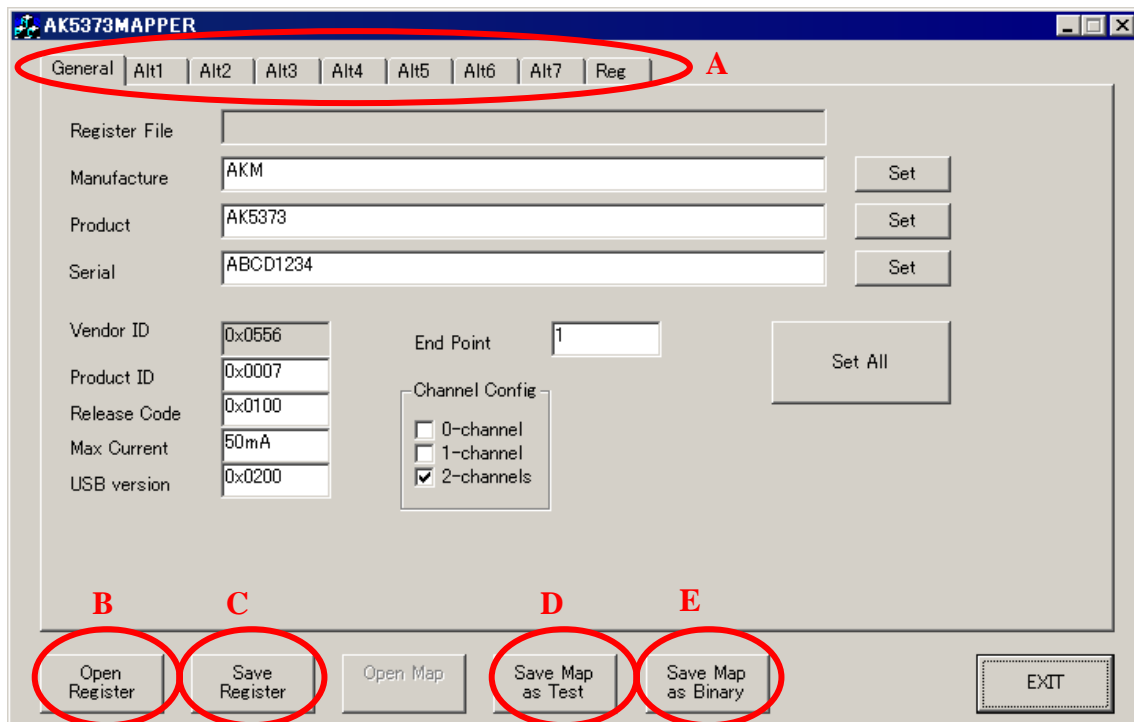 AK5373MAPPER
General Alt1 Alt2 Alt3 Alt4 Alt5 Alt6 Alt7 Reg A
Register File
Manufacture AKM Set
Product AK5373 Set
Serial ABCD1234 Set
Vendor ID 0x0556
End Point 1
Set All
Product ID 0x0007
Release Code 0x0100
Max Current 50mA
USB version 0x0200
Channel Config
0-channel
1-channel
2-channels
B C D E
Open Register
Save Register
Open Map
Save Map as Test
Save Map as Binary
EXIT